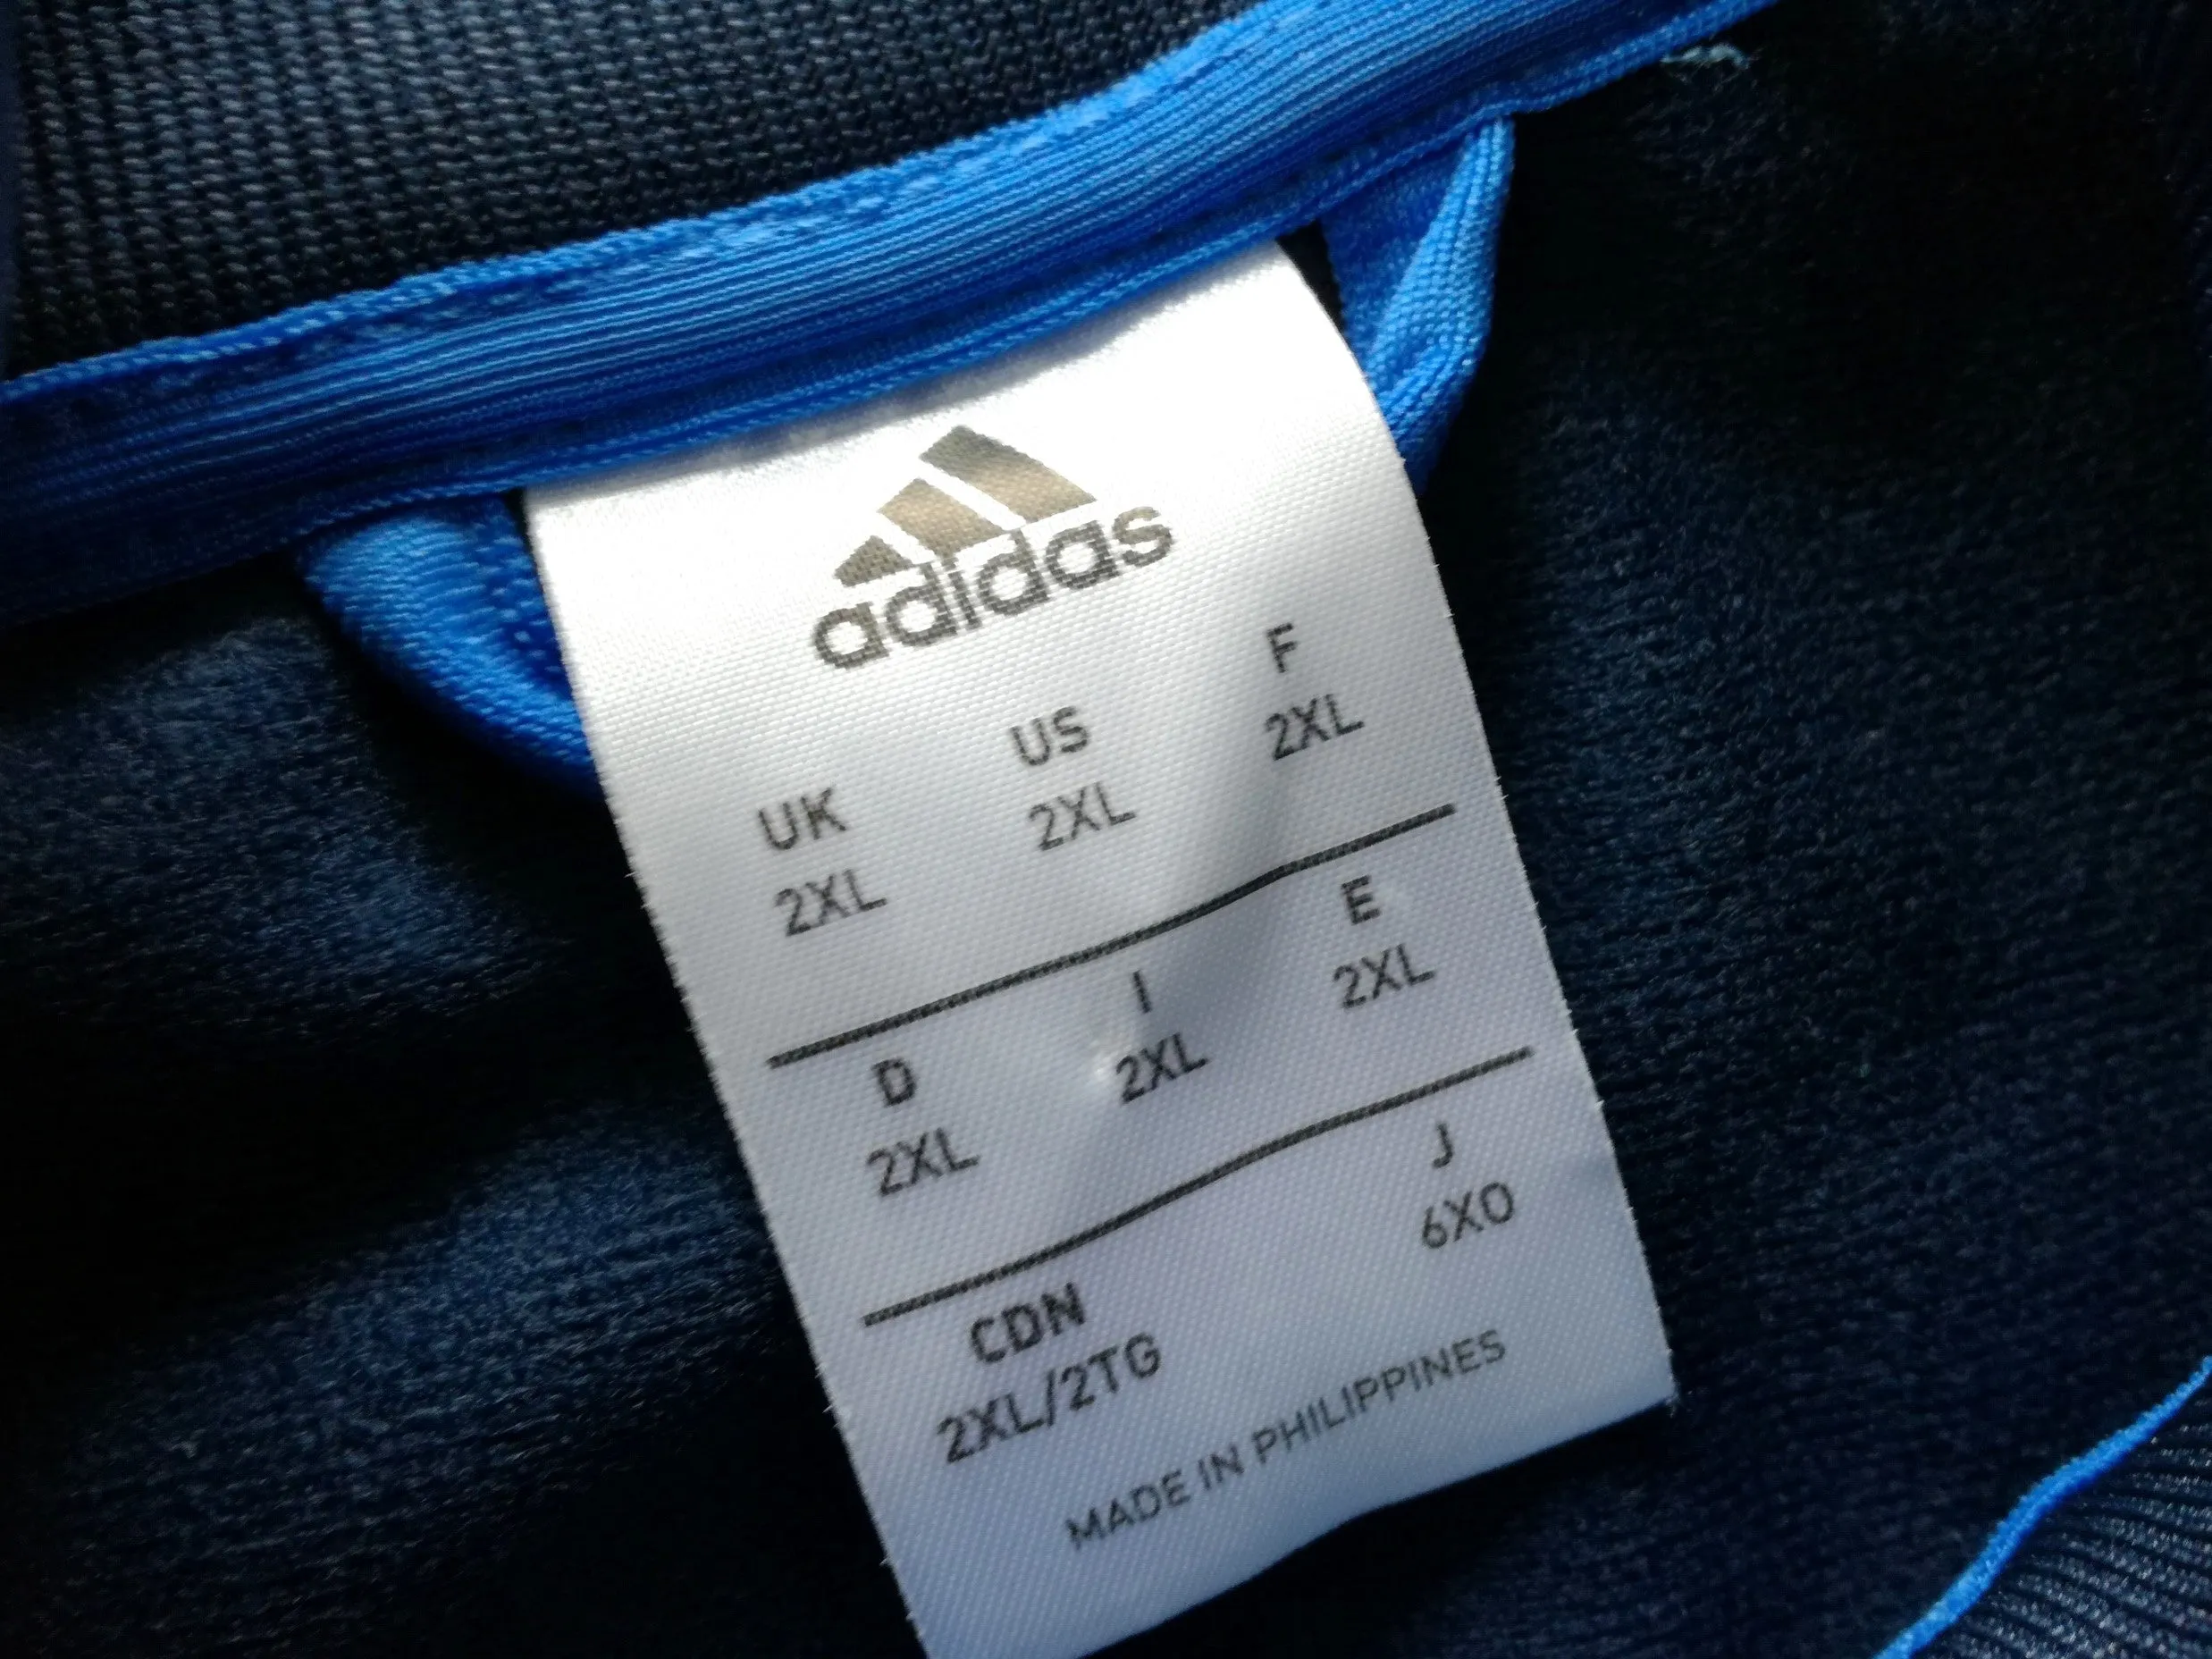 adidas
UK US F
2XL 2XL 2XL
D I E
2XL 2XL 2XL
CDN J
2XL/2TG 6XO
MADE IN PHILIPPINES